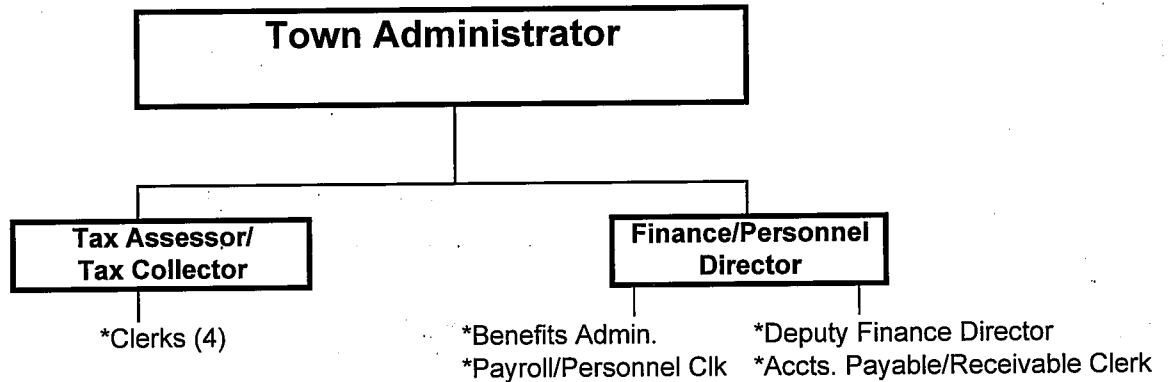 Town Administrator
Tax Assessor/
Tax Collector
*Clerks (4)
Finance/Personnel
Director
*Benefits Admin.
*Payroll/Personnel Clk
*Deputy Finance Director
*Accts. Payable/Receivable Clerk